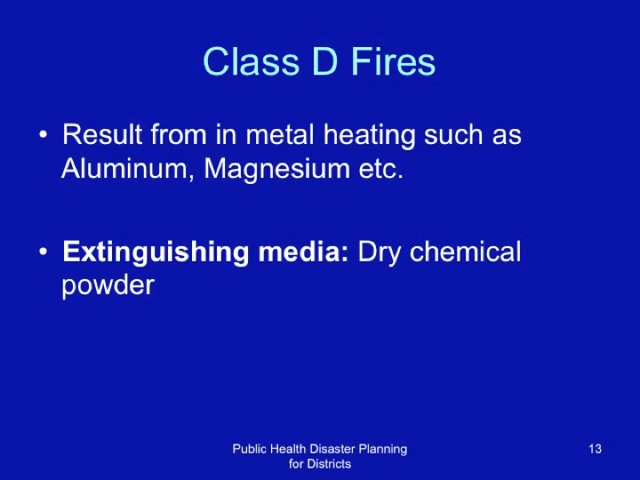 Class D Fires
• Result from in metal heating such as
Aluminum, Magnesium etc.
• Extinguishing media: Dry chemical
powder
Public Health Disaster Planning
for Districts
13